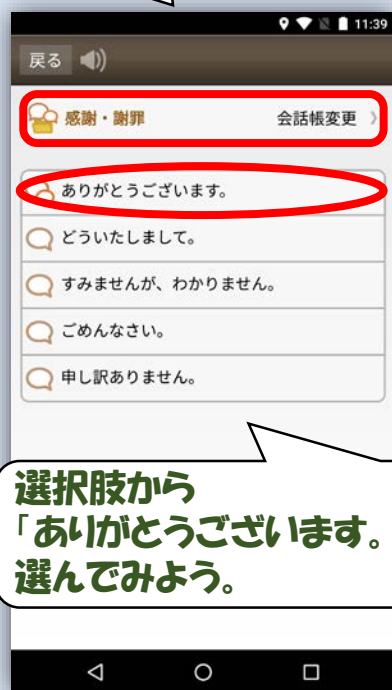 11:39
戻る
感謝・謝罪 会話帳変更
ありがとうございます。
どういたしまして。
すみませんが、わかりません。
ごめんなさい。
申し訳ありません。
選択肢から
「ありがとうございます。
選んでみよう。